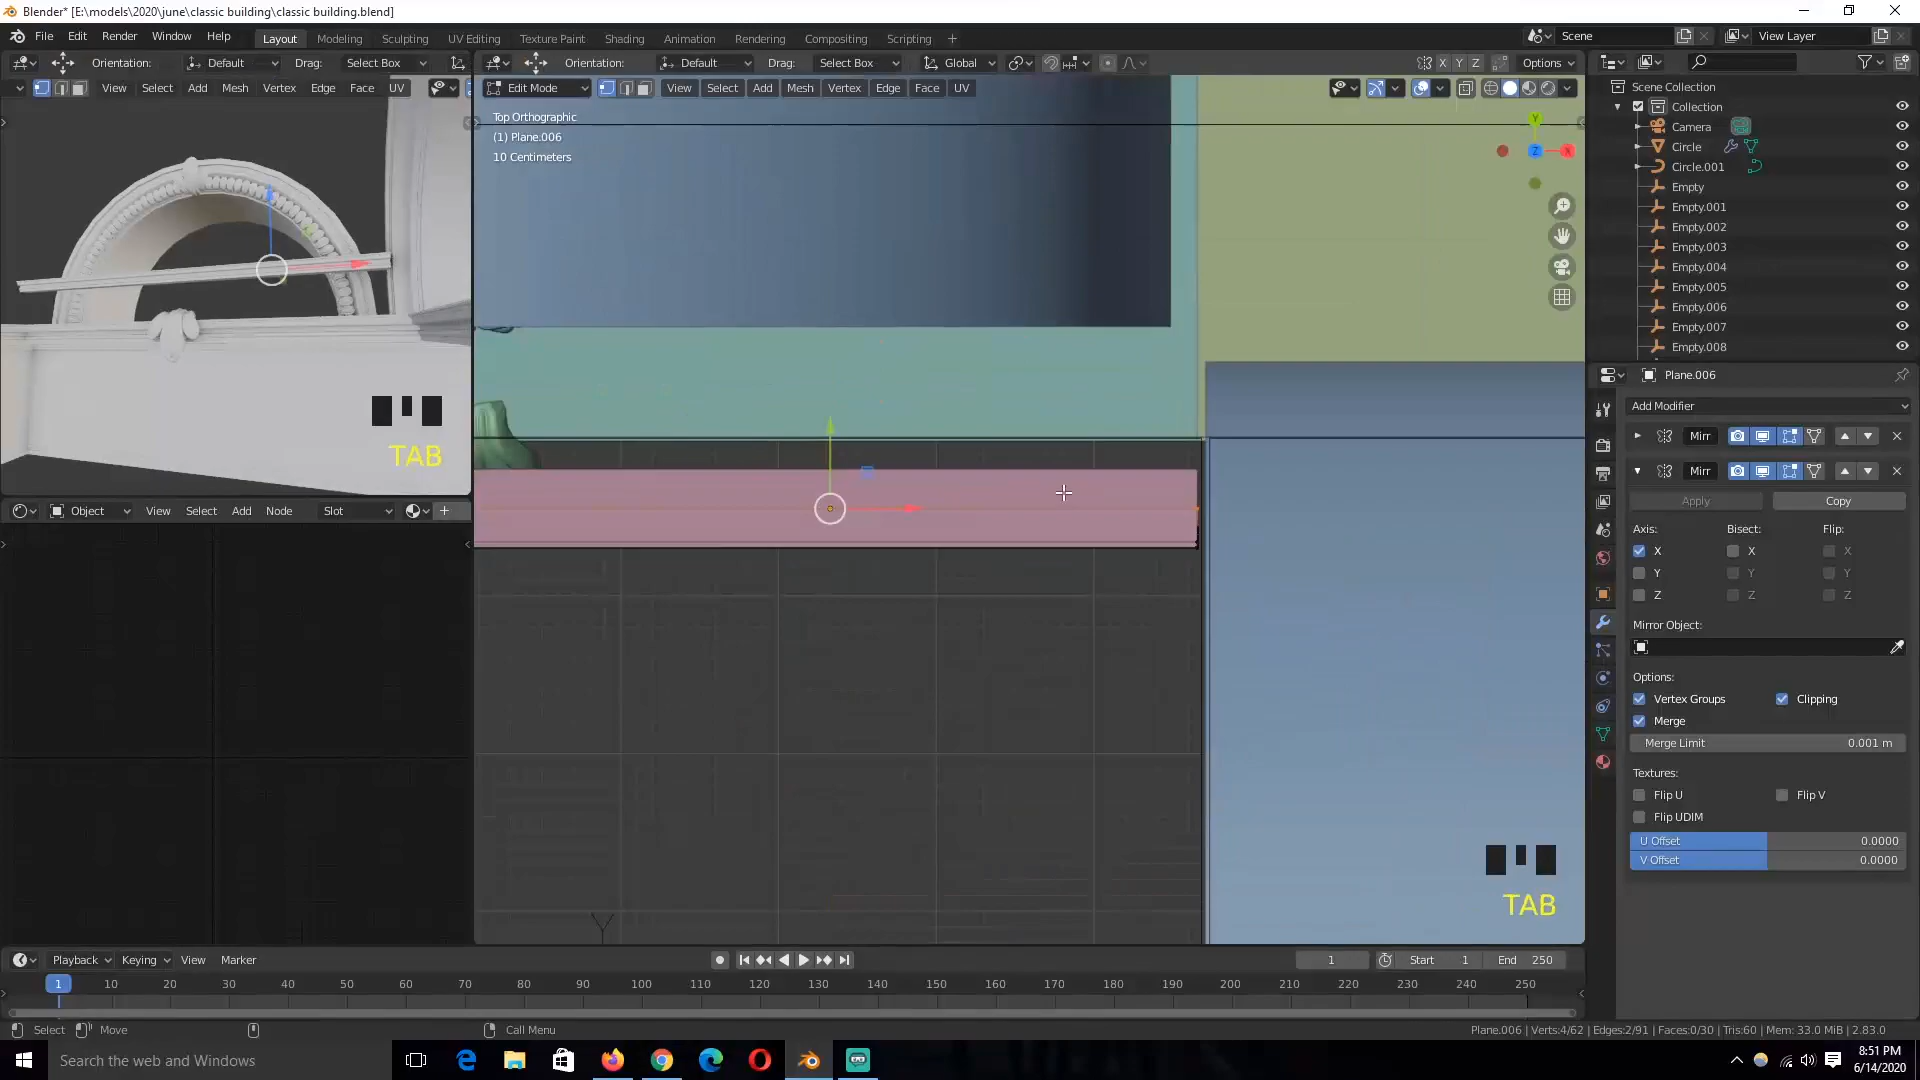 Blender* [E:\models\2020\june\classic building\classic building.blend]
File Edit Render Window Help Layout Modeling Sculpting UV Editing Texture Paint Shading Animation Rendering Compositing Scripting + Scene View Layer
Orientation: Default Drag: Select Box Orientation: Default Drag: Select Box Global X Y Z Options
View Select Add Mesh Vertex Edge Face UV Edit Mode View Select Add Mesh Vertex Edge Face UV
Top Orthographic
(1) Plane.006
10 Centimeters
Y
Z
X
Scene Collection
Collection
Camera
Circle
Circle.001
Empty
Empty.001
Empty.002
Empty.003
Empty.004
Empty.005
Empty.006
Empty.007
Empty.008
Plane.006
Add Modifier
Mirr
Mirr
Apply Copy
Axis: Bisect: Flip:
X X X
Y Y Y
Z Z Z
Mirror Object:
Options:
Vertex Groups Clipping
Merge
Merge Limit 0.001 m
Textures:
Flip U Flip V
Flip UDIM
U Offset 0.0000
V Offset 0.0000
TAB
Object View Select Add Node Slot
TAB
Playback Keying View Marker 1 Start 1 End 250
1 10 20 30 40 50 60 70 80 90 100 110 120 130 140 150 160 170 180 190 200 210 220 230 240 250
Select Move Call Menu Plane.006 | Verts:4/62 | Edges:2/91 | Faces:0/30 | Tris:60 | Mem: 33.0 MiB | 2.83.0
Search the web and Windows
8:51 PM
6/14/2020